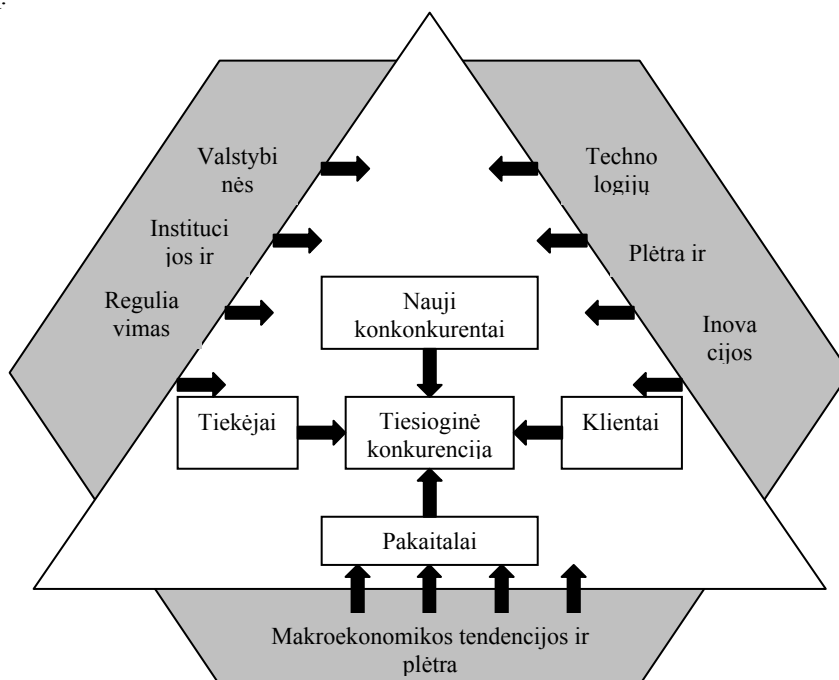 Valstybi
nės
Instituci
jos ir
Regulia
vimas
Techno
logijų
Plėtra ir
Inova
cijos
Nauji
konkonkurentai
Tiekėjai
Tiesioginė
konkurencija
Klientai
Pakaitalai
Makroekonomikos tendencijos ir
plėtra